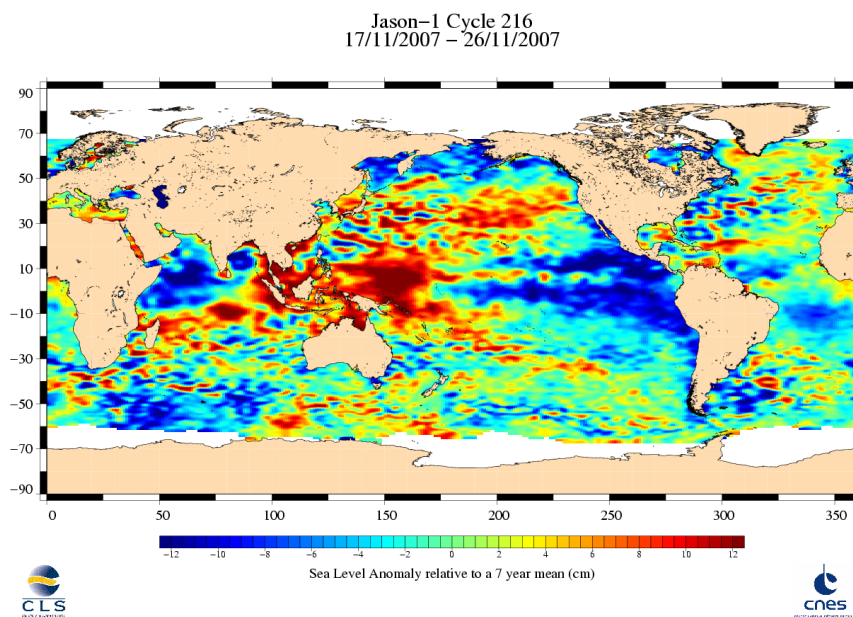 Jason−1 Cycle 216
17/11/2007 − 26/11/2007
90
70
50
30
10
−10
−30
−50
−70
−90
0 50 100 150 200 250 300 350
−12 −10 −8 −6 −4 −2 0 2 4 6 8 10 12
Sea Level Anomaly relative to a 7 year mean (cm)
CLS
cnes